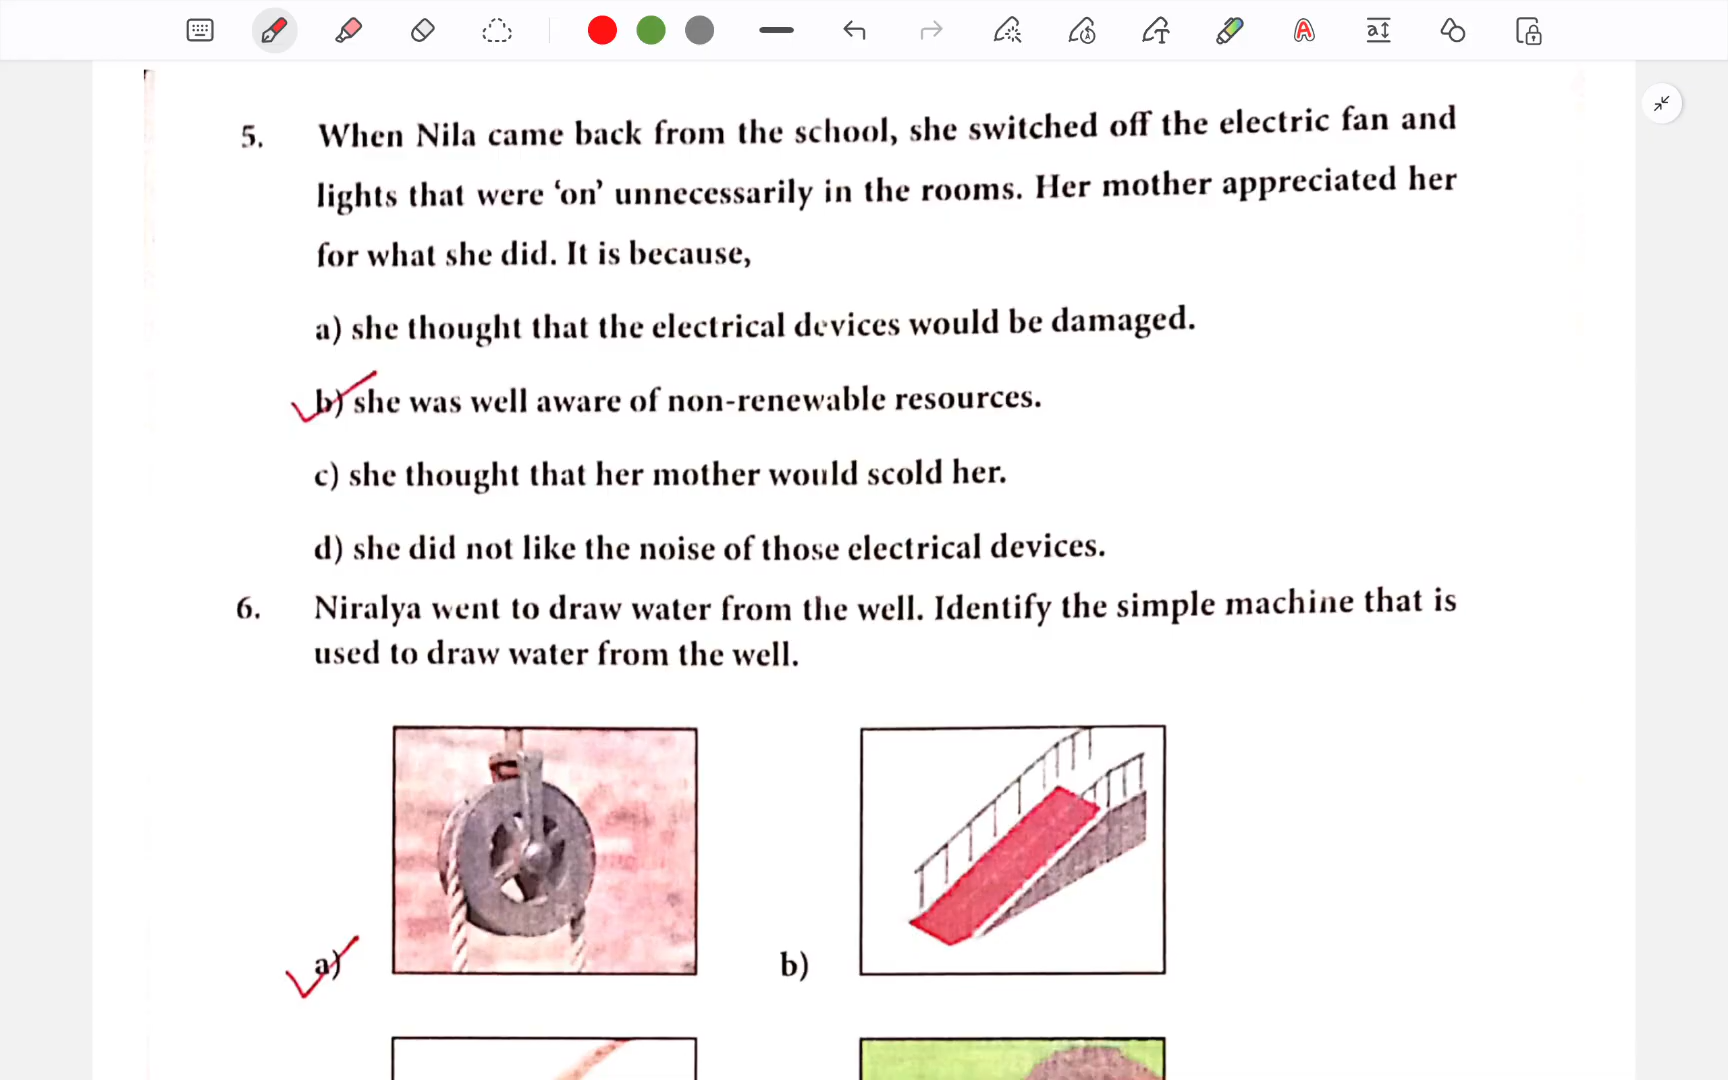 5. When Nila came back from the school, she switched off the electric fan and
lights that were ‘on’ unnecessarily in the rooms. Her mother appreciated her
for what she did. It is because,
a) she thought that the electrical devices would be damaged.
b) she was well aware of non-renewable resources.
c) she thought that her mother would scold her.
d) she did not like the noise of those electrical devices.
6. Niralya went to draw water from the well. Identify the simple machine that is
used to draw water from the well.
a) b)